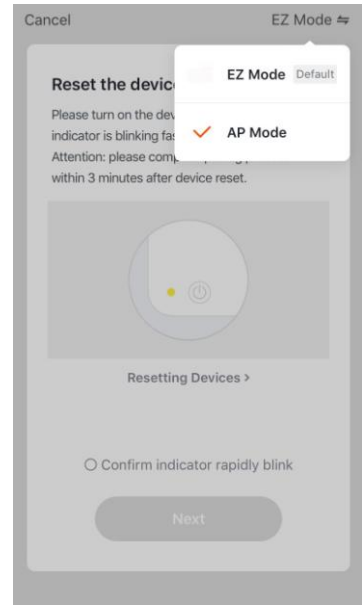 Cancel
EZ Mode
EZ Mode Default
AP Mode
Reset the devic
Please turn on the dev
indicator is blinking fas
Attention: please comp
within 3 minutes after device reset.
Resetting Devices >
Confirm indicator rapidly blink
Next